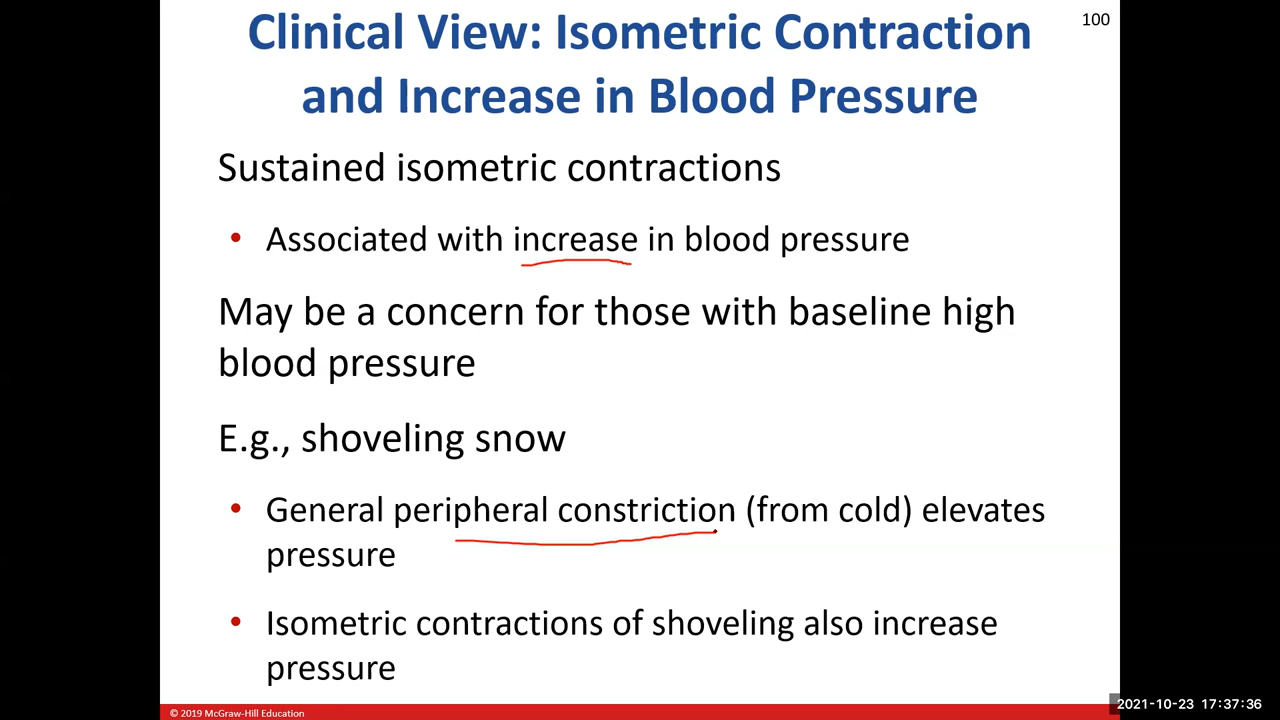 Clinical View: Isometric Contraction
100
and Increase in Blood Pressure
Sustained isometric contractions
• Associated with increase in blood pressure
May be a concern for those with baseline high
blood pressure
E.g., shoveling snow
• General peripheral constriction (from cold) elevates
pressure
• Isometric contractions of shoveling also increase
pressure
© 2019 McGraw-Hill Education
2021-10-23 17:37:36